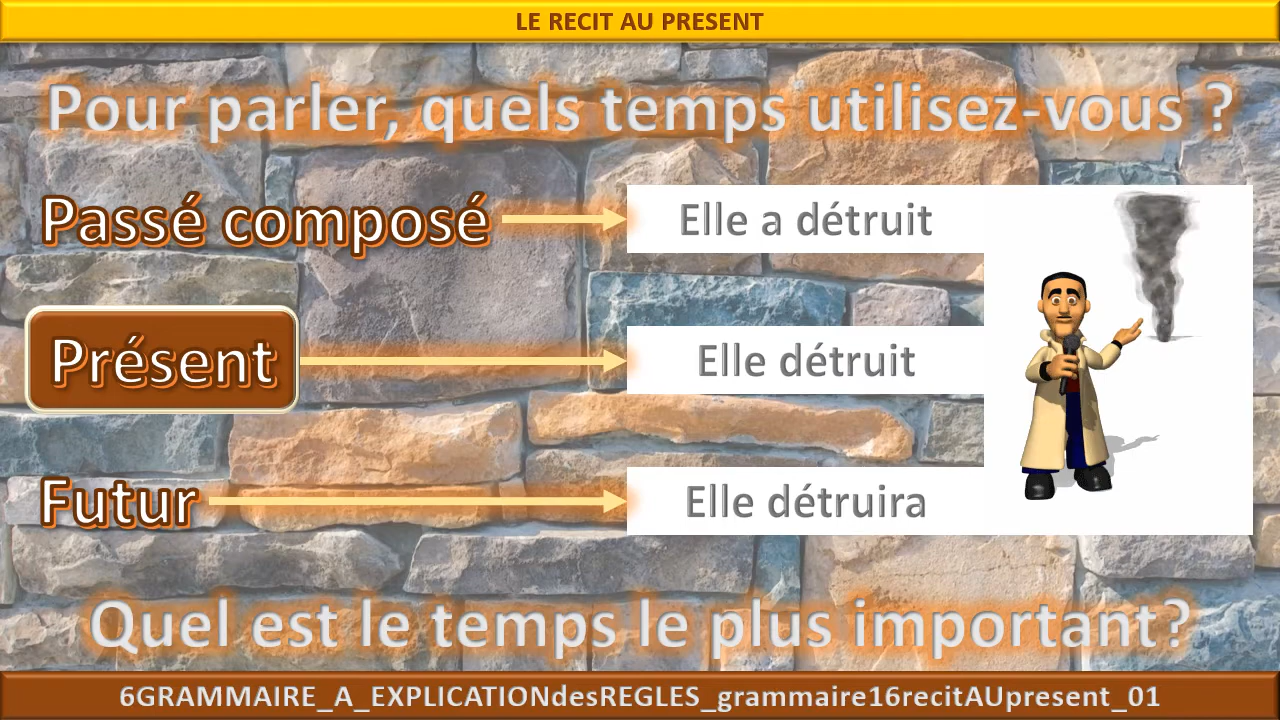 LE RECIT AU PRESENT
Pour parler, quels temps utilisez-vous ?
Passé composé
Elle a détruit
Présent
Elle détruit
Futur
Elle détruira
Quel est le temps le plus important?
6GRAMMAIRE_A_EXPLICATIONdesREGLES_grammaire16recitAUpresent_01